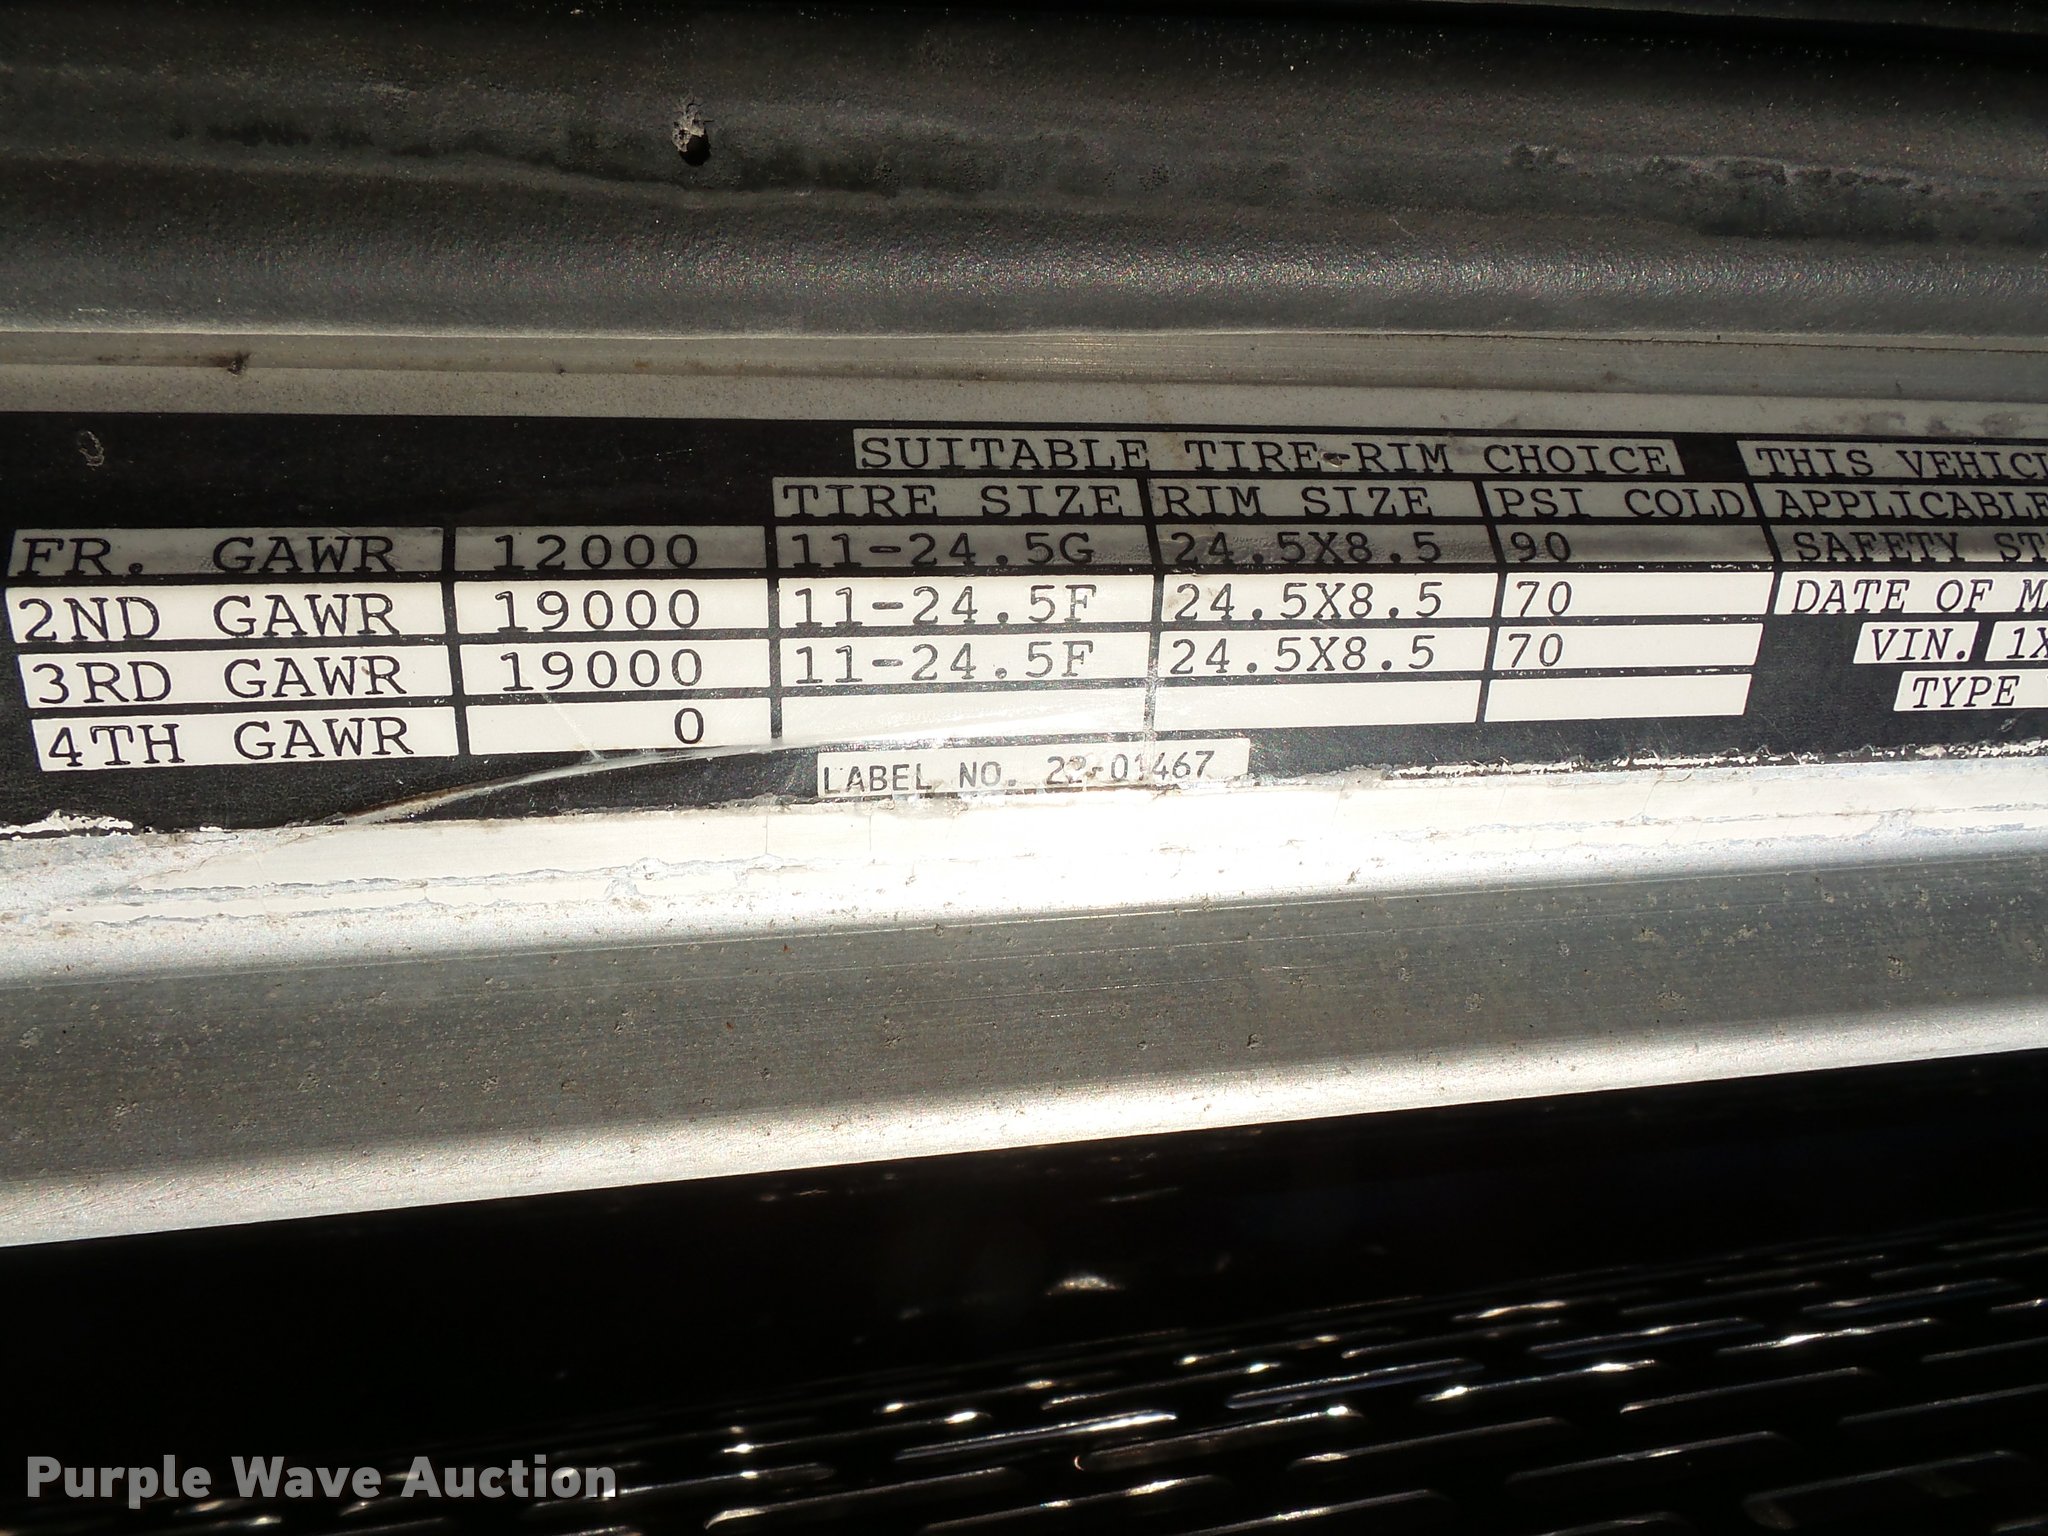 SUITABLE TIRE-RIM CHOICE THIS
TIRE SIZE RIM SIZE PSI COLD APPLICABLE
FR. GAWR 12000 11-24.5G 24.5X8.5 90 SAFETY
2ND GAWR 19000 11-24.5F 24.5X8.5 70 DATE OF
3RD GAWR 19000 11-24.5F 24.5X8.5 70 VIN. 1X
4TH GAWR 0 TYPE
LABEL NO. 22-01467
Purple Wave Auction